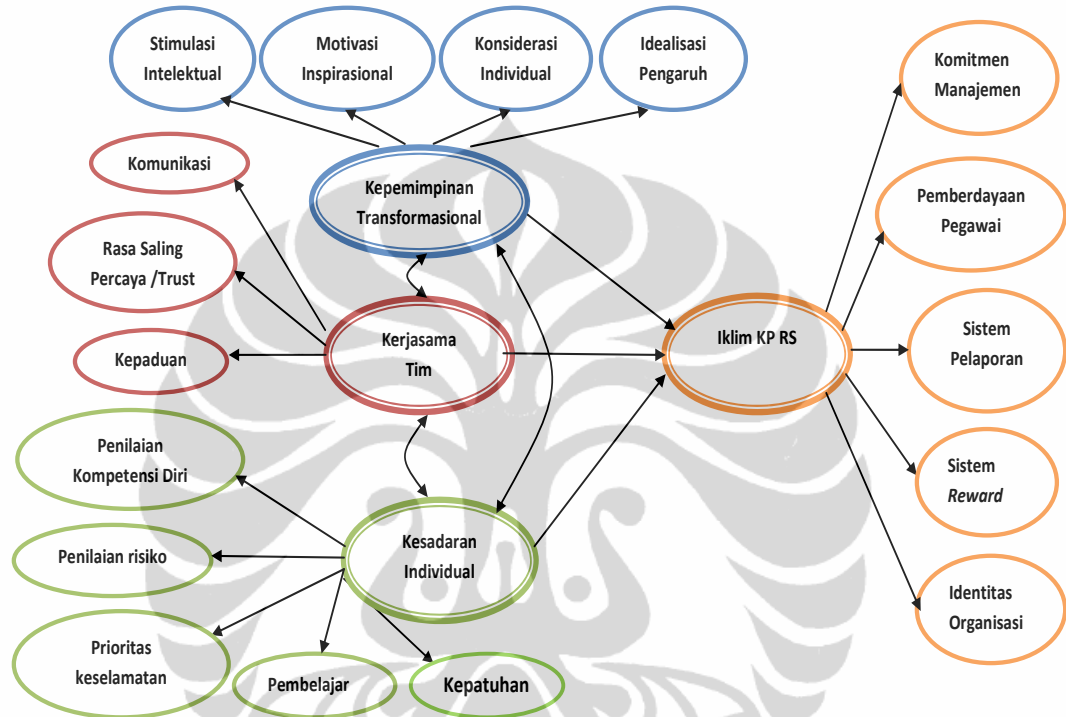 Stimulasi
Intelektual
Motivasi
Inspirasional
Konsiderasi
Individual
Idealisasi
Pengaruh
Komitmen
Manajemen
Komunikasi
Kepemimpinan
Transformasional
Pemberdayaan
Pegawai
Rasa Saling
Percaya /Trust
Kerjasama
Tim
Iklim KP RS
Sistem
Pelaporan
Kepaduan
Penilaian
Kompetensi Diri
Sistem
Reward
Kesadaran
Individual
Penilaian risiko
Identitas
Organisasi
Prioritas
keselamatan
Pembelajar
Kepatuhan